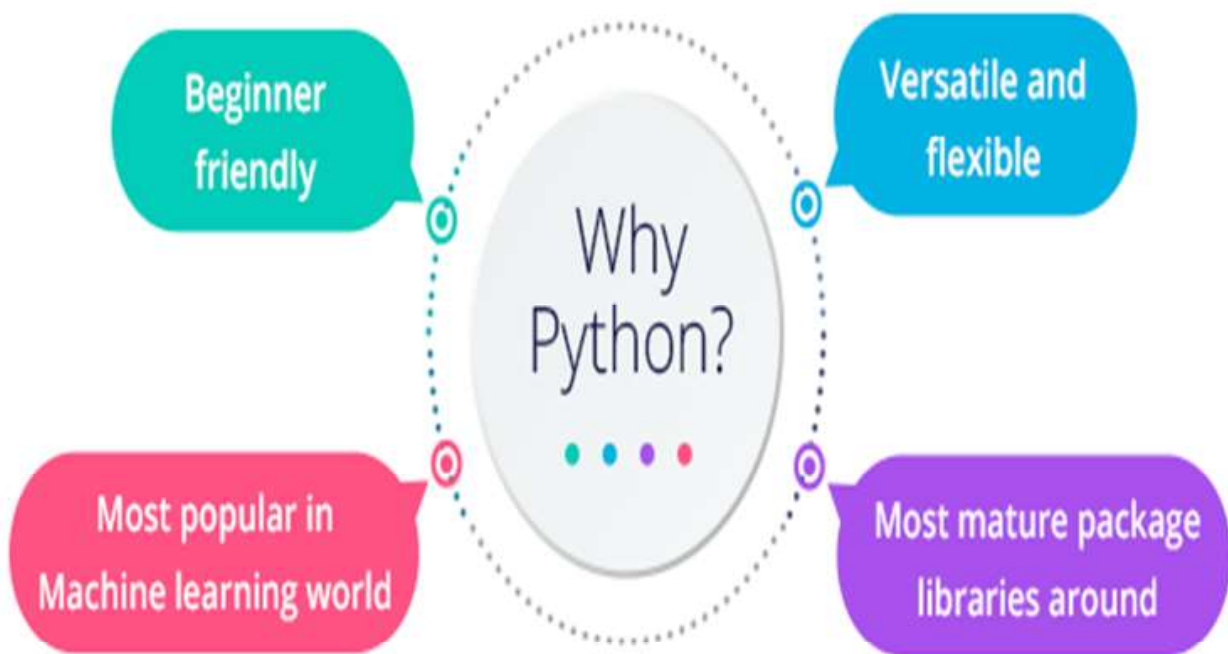 Beginner
friendly
Versatile and
flexible
Why
Python?
Most popular in
Machine learning world
Most mature package
libraries around